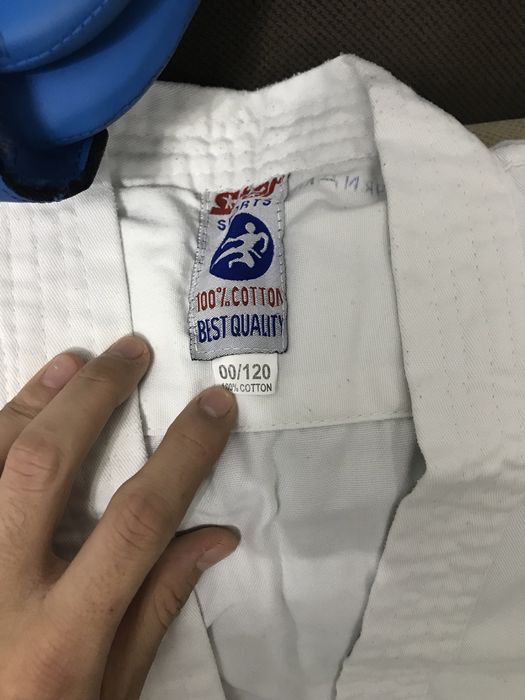 SPORTS
100% COTTON
BEST QUALITY
00/120
100% COTTON